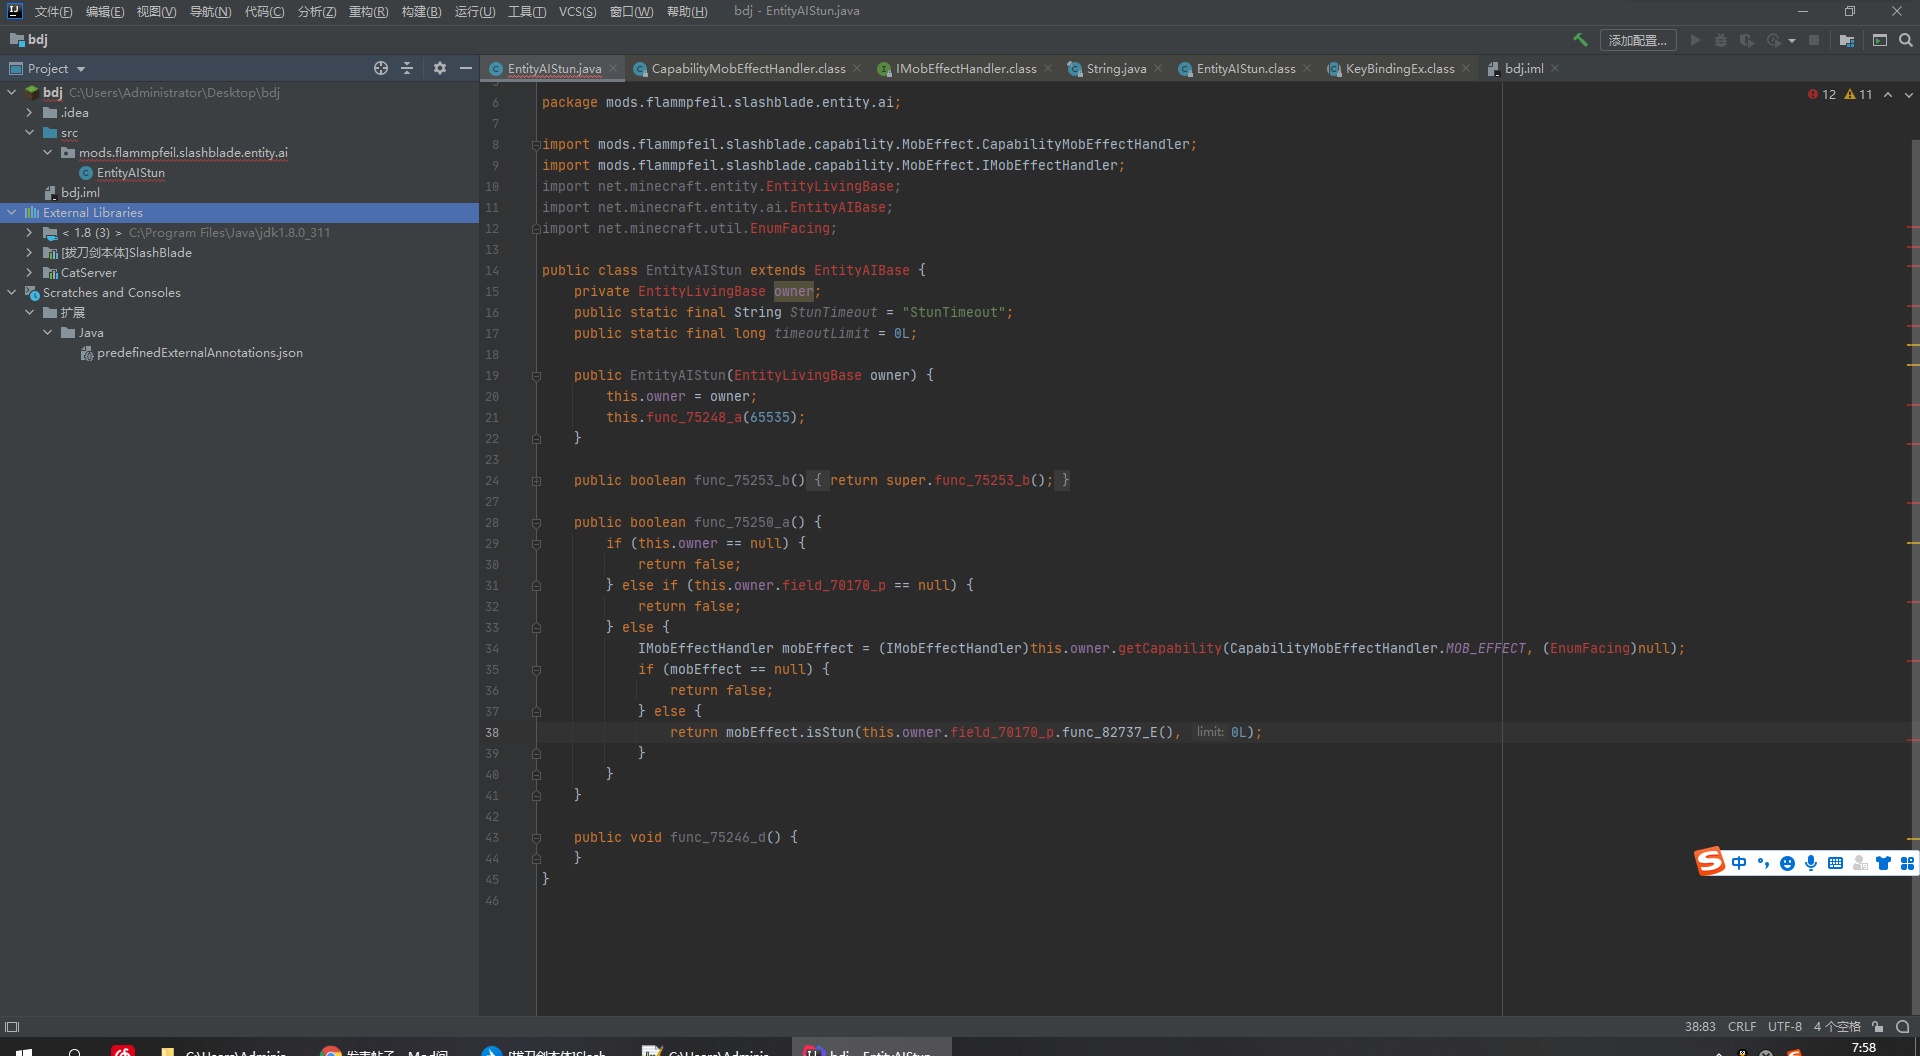 文件(F) 编辑(E) 视图(V) 导航(N) 代码(C) 分析(Z) 重构(R) 构建(B) 运行(U) 工具(T) VCS(S) 窗口(W) 帮助(H) bdj - EntityAIStun.java
bdj
添加配置...
Project
EntityAIStun.java CapabilityMobEffectHandler.class IMobEffectHandler.class String.java EntityAIStun.class KeyBindingEx.class bdj.iml
bdj C:\Users\Administrator\Desktop\bdj
.idea
src
mods.flammpfeil.slashblade.entity.ai
EntityAIStun
bdj.iml
External Libraries
< 1.8 (3) > C:\Program Files\Java\jdk1.8.0_311
[拔刀剑本体]SlashBlade
CatServer
Scratches and Consoles
扩展
Java
predefinedExternalAnnotations.json
12 11
6 package mods.flammpfeil.slashblade.entity.ai;
7
8 import mods.flammpfeil.slashblade.capability.MobEffect.CapabilityMobEffectHandler;
9 import mods.flammpfeil.slashblade.capability.MobEffect.IMobEffectHandler;
10 import net.minecraft.entity.EntityLivingBase;
11 import net.minecraft.entity.ai.EntityAIBase;
12 import net.minecraft.util.EnumFacing;
13
14 public class EntityAIStun extends EntityAIBase {
15 private EntityLivingBase owner;
16 public static final String StunTimeout = "StunTimeout";
17 public static final long timeoutLimit = 0L;
18
19 public EntityAIStun(EntityLivingBase owner) {
20 this.owner = owner;
21 this.func_75248_a(65535);
22 }
23
24 public boolean func_75253_b() { return super.func_75253_b(); }
27
28 public boolean func_75250_a() {
29 if (this.owner == null) {
30 return false;
31 } else if (this.owner.field_70170_p == null) {
32 return false;
33 } else {
34 IMobEffectHandler mobEffect = (IMobEffectHandler)this.owner.getCapability(CapabilityMobEffectHandler.MOB_EFFECT, (EnumFacing)null);
35 if (mobEffect == null) {
36 return false;
37 } else {
38 return mobEffect.isStun(this.owner.field_70170_p.func_82737_E(), limit: 0L);
39 }
40 }
41 }
42
43 public void func_75246_d() {
44 }
45 }
46
中
38:83 CRLF UTF-8 4 个空格
7:58